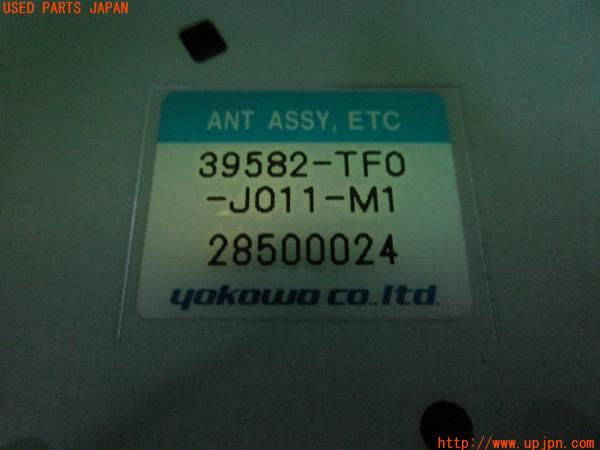 USED PARTS JAPAN
ANT ASSY, ETC
39582-TF0
-J011-M1
28500024
yokowo co.,ltd.
http://www.upjpn.com